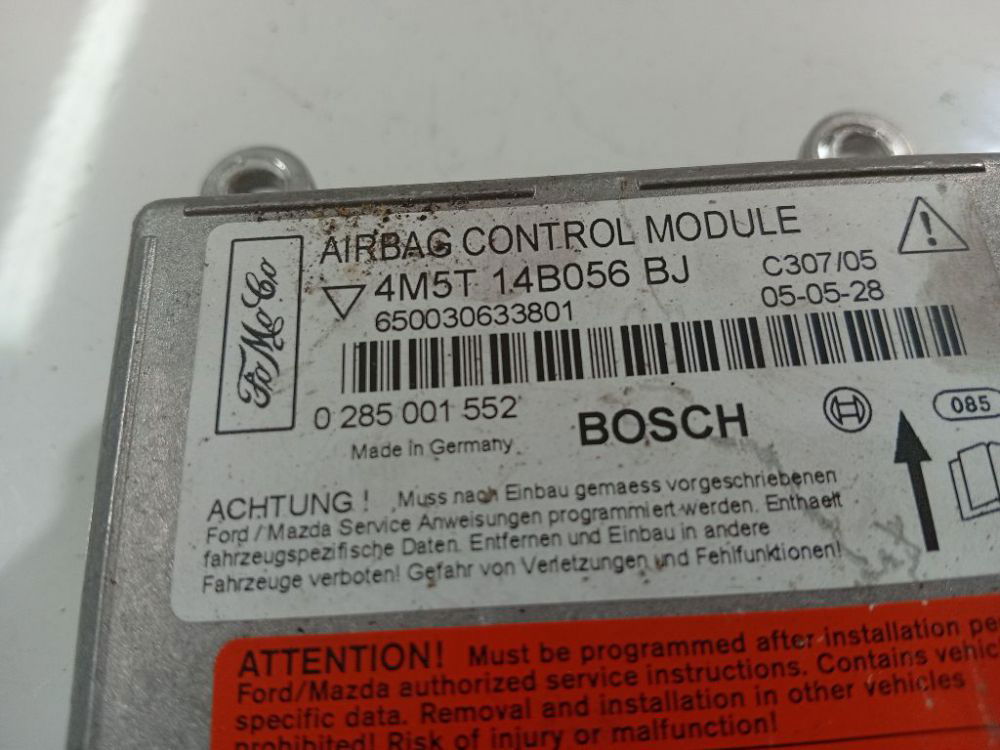 FoMoCo
AIRBAG CONTROL MODULE
4M5T 14B056 BJ
C307/05
650030633801
05-05-28
0 285 001 552
BOSCH
085
Made in Germany
ACHTUNG ! Muss nach Einbau gemaess vorgeschriebenen
Ford / Mazda Service Anweisungen programmiert werden. Enthaelt
fahrzeugspezifische Daten. Entfernen und Einbau in andere
Fahrzeuge verboten! Gefahr von Verletzungen und Fehlfunktionen!
ATTENTION! Must be programmed after installation
Ford/Mazda authorized service instructions. Contains
specific data. Removal and installation in other vehicles
prohibited! Risk of injury or malfunction!